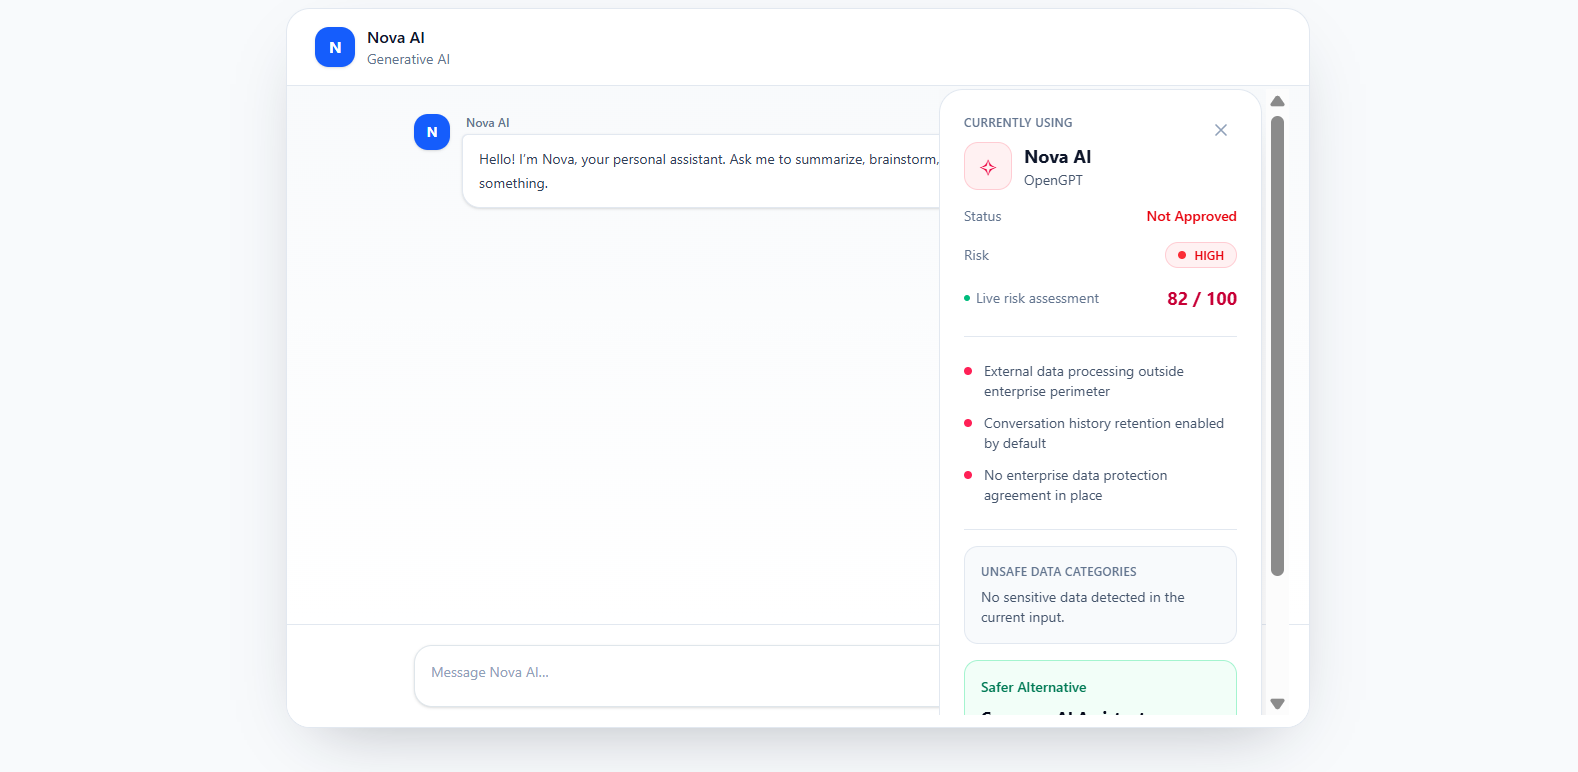 N
Nova AI
Generative AI
N
Nova AI
Hello! I'm Nova, your personal assistant. Ask me to summarize, brainstorm,
something.
Message Nova AI...
CURRENTLY USING
Nova AI
OpenGPT
Status
Not Approved
Risk
HIGH
Live risk assessment
82 / 100
External data processing outside
enterprise perimeter
Conversation history retention enabled
by default
No enterprise data protection
agreement in place
UNSAFE DATA CATEGORIES
No sensitive data detected in the
current input.
Safer Alternative
AI Assistant